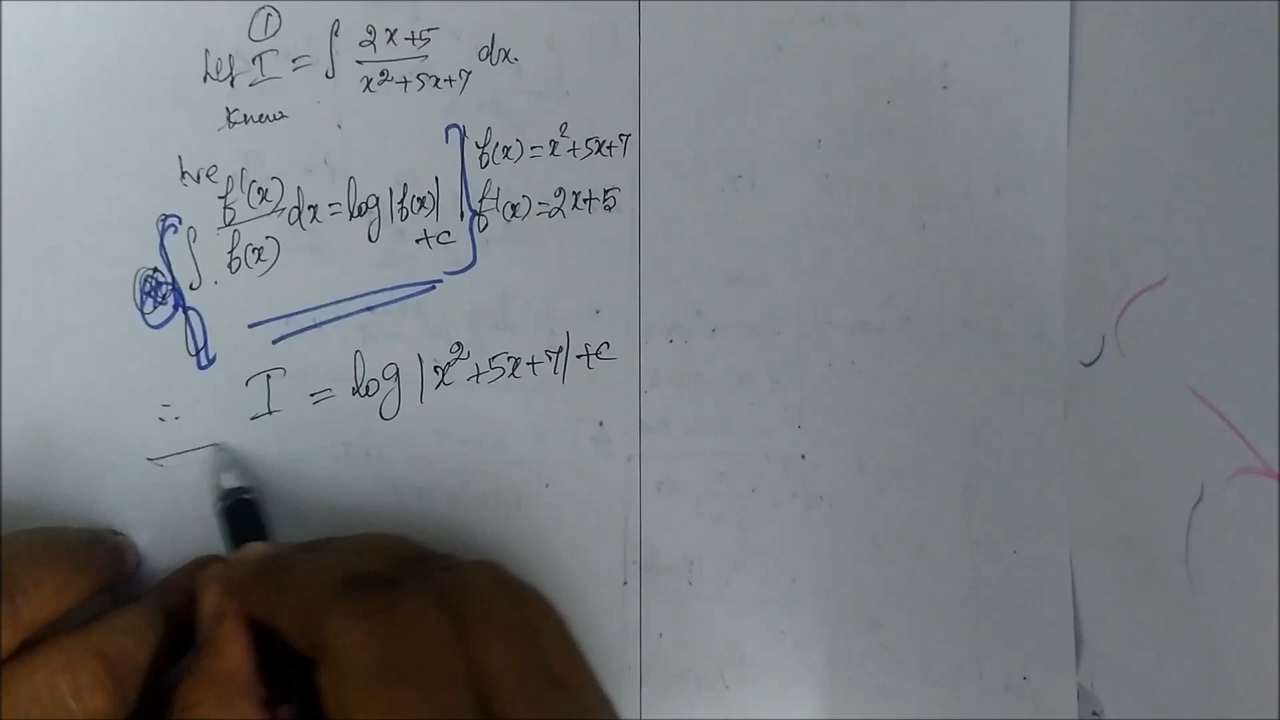 ①
Let I = ∫ (2x+5)/(x²+5x+7) dx.
Know
We
∫ f'(x)/f(x) dx = log|f(x)| +c
f(x) = x²+5x+7
f'(x) = 2x+5
∴ I = log|x²+5x+7|+c